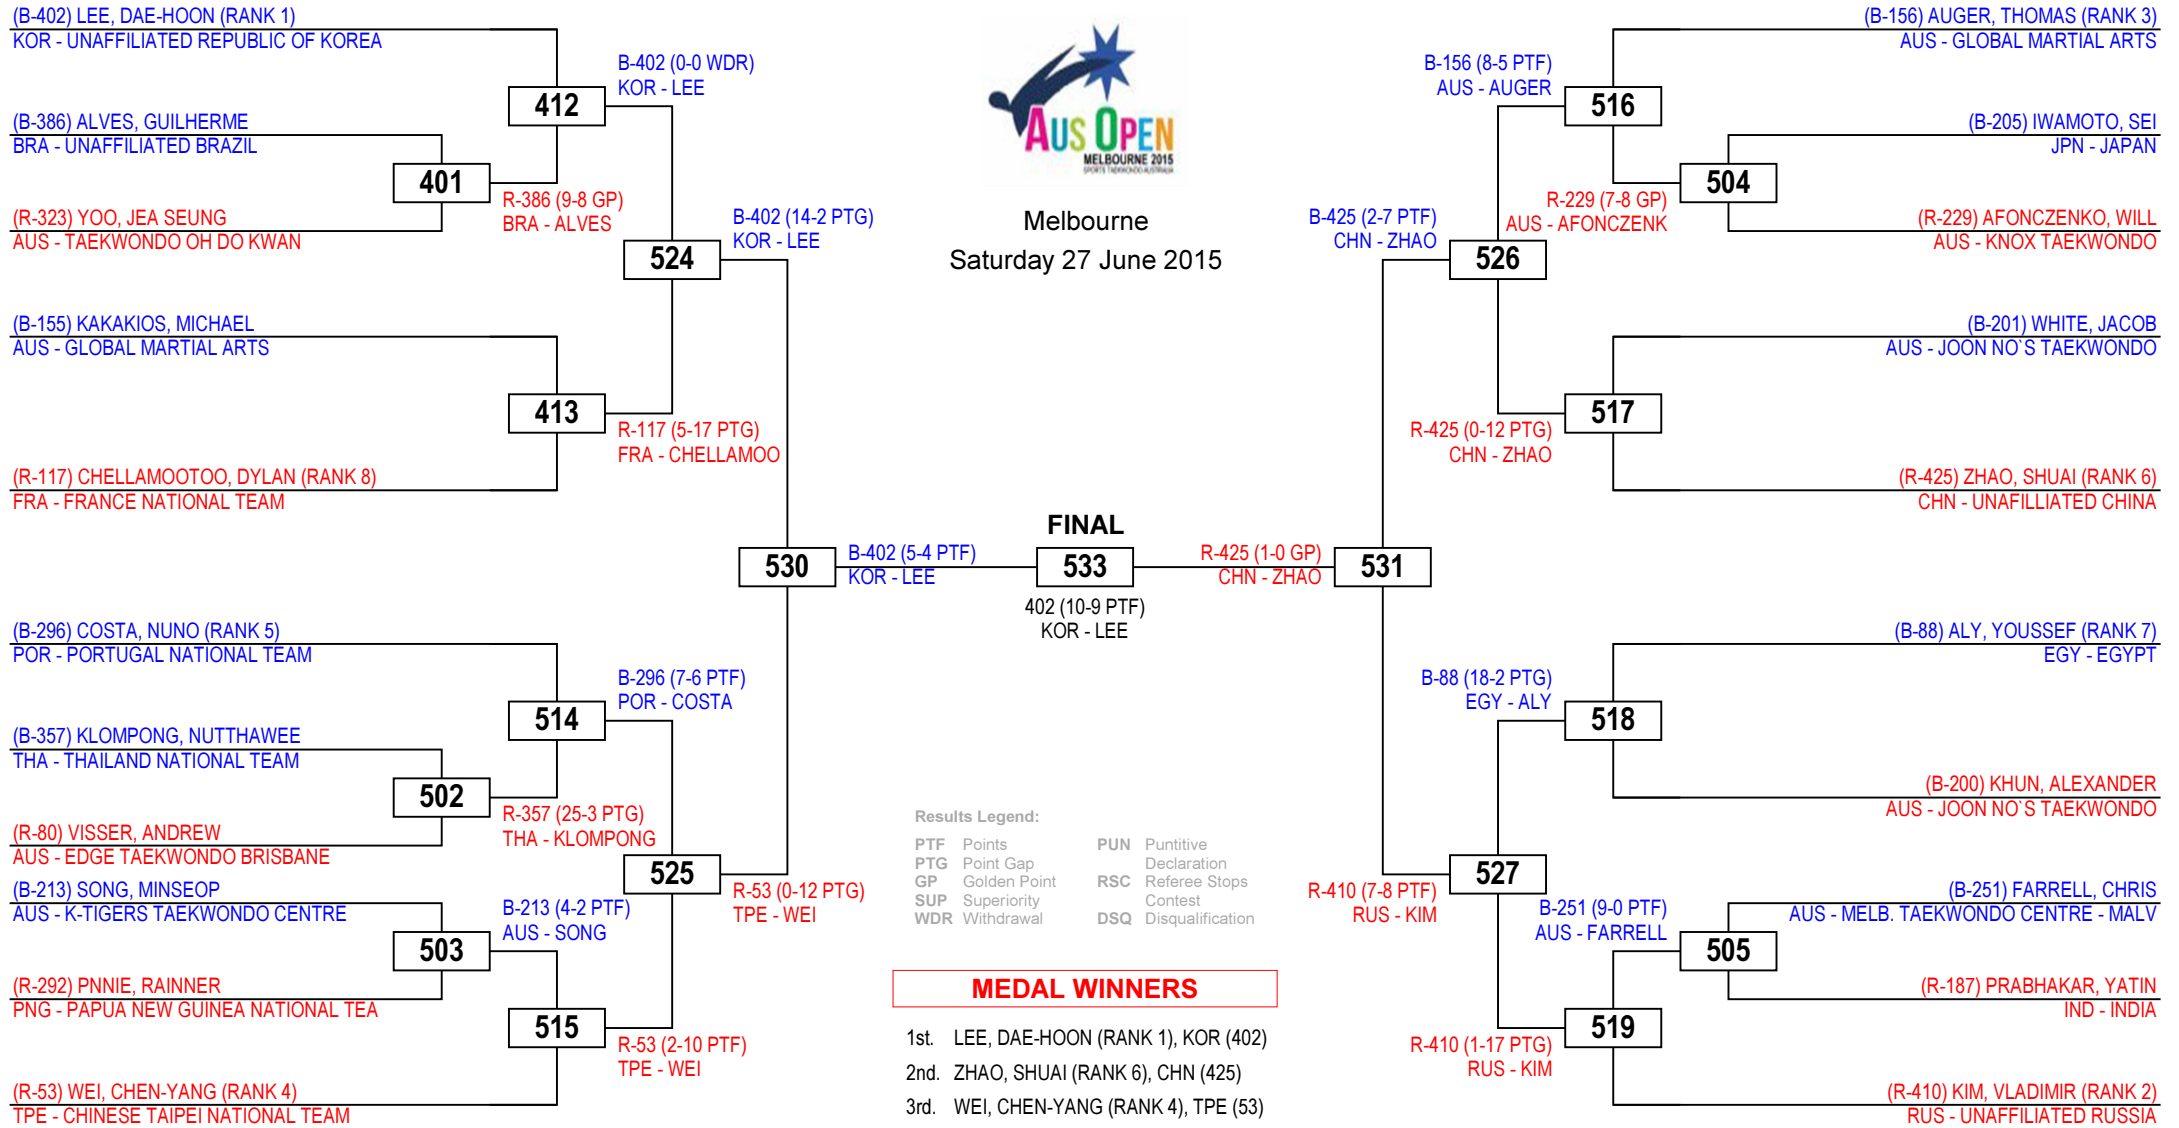 (B-402) LEE, DAE-HOON (RANK 1)
KOR - UNAFFILIATED REPUBLIC OF KOREA
(B-386) ALVES, GUILHERME
BRA - UNAFFILIATED BRAZIL
(R-323) YOO, JEA SEUNG
AUS - TAEKWONDO OH DO KWAN
(B-155) KAKAKIOS, MICHAEL
AUS - GLOBAL MARTIAL ARTS
(R-117) CHELLAMOOTOO, DYLAN (RANK 8)
FRA - FRANCE NATIONAL TEAM
(B-296) COSTA, NUNO (RANK 5)
POR - PORTUGAL NATIONAL TEAM
(B-357) KLOMPONG, NUTTHAWEE
THA - THAILAND NATIONAL TEAM
(R-80) VISSER, ANDREW
AUS - EDGE TAEKWONDO BRISBANE
(B-213) SONG, MINSEOP
AUS - K-TIGERS TAEKWONDO CENTRE
(R-292) PNNIE, RAINNER
PNG - PAPUA NEW GUINEA NATIONAL TEA
(R-53) WEI, CHEN-YANG (RANK 4)
TPE - CHINESE TAIPEI NATIONAL TEAM
401
R-386 (9-8 GP)
BRA - ALVES
502
R-357 (25-3 PTG)
THA - KLOMPONG
503
B-213 (4-2 PTF)
AUS - SONG
412
B-402 (0-0 WDR)
KOR - LEE
413
R-117 (5-17 PTG)
FRA - CHELLAMOO
514
B-296 (7-6 PTF)
POR - COSTA
515
R-53 (2-10 PTF)
TPE - WEI
524
B-402 (14-2 PTG)
KOR - LEE
525
R-53 (0-12 PTG)
TPE - WEI
530
B-402 (5-4 PTF)
KOR - LEE
AUS OPEN
MELBOURNE 2015
SPORTS TAEKWONDO AUSTRALIA
Melbourne
Saturday 27 June 2015
FINAL
533
402 (10-9 PTF)
KOR - LEE
Results Legend:
PTF Points
PTG Point Gap
GP Golden Point
SUP Superiority
WDR Withdrawal
PUN Puntitive
Declaration
RSC Referee Stops
Contest
DSQ Disqualification
MEDAL WINNERS
1st. LEE, DAE-HOON (RANK 1), KOR (402)
2nd. ZHAO, SHUAI (RANK 6), CHN (425)
3rd. WEI, CHEN-YANG (RANK 4), TPE (53)
R-425 (1-0 GP)
CHN - ZHAO
531
B-425 (2-7 PTF)
CHN - ZHAO
526
R-410 (7-8 PTF)
RUS - KIM
527
B-156 (8-5 PTF)
AUS - AUGER
516
R-425 (0-12 PTG)
CHN - ZHAO
517
B-88 (18-2 PTG)
EGY - ALY
518
R-410 (1-17 PTG)
RUS - KIM
519
R-229 (7-8 GP)
AUS - AFONCZENK
504
B-251 (9-0 PTF)
AUS - FARRELL
505
(B-156) AUGER, THOMAS (RANK 3)
AUS - GLOBAL MARTIAL ARTS
(B-205) IWAMOTO, SEI
JPN - JAPAN
(R-229) AFONCZENKO, WILL
AUS - KNOX TAEKWONDO
(B-201) WHITE, JACOB
AUS - JOON NO`S TAEKWONDO
(R-425) ZHAO, SHUAI (RANK 6)
CHN - UNAFILLIATED CHINA
(B-88) ALY, YOUSSEF (RANK 7)
EGY - EGYPT
(B-200) KHUN, ALEXANDER
AUS - JOON NO`S TAEKWONDO
(B-251) FARRELL, CHRIS
AUS - MELB. TAEKWONDO CENTRE - MALV
(R-187) PRABHAKAR, YATIN
IND - INDIA
(R-410) KIM, VLADIMIR (RANK 2)
RUS - UNAFFILIATED RUSSIA